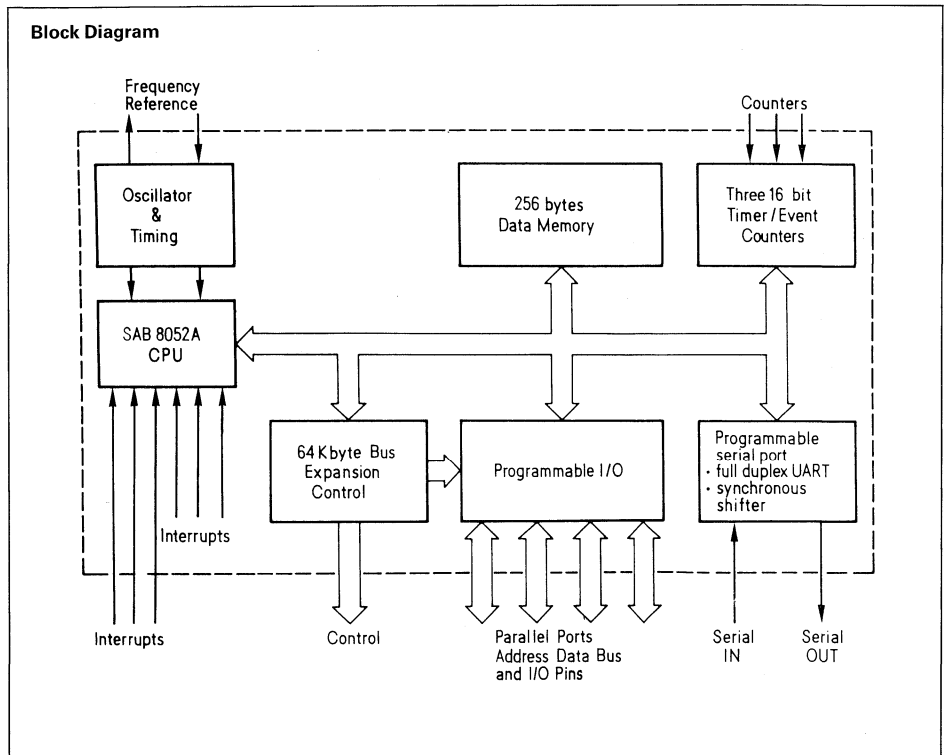 Block Diagram
Frequency
Reference
Counters
Oscillator
&
Timing
256 bytes
Data Memory
Three 16 bit
Timer/Event
Counters
SAB 8052A
CPU
64 Kbyte Bus
Expansion
Control
Programmable I/O
Programmable
serial port
· full duplex UART
· synchronous
shifter
Interrupts
Interrupts
Control
Parallel Ports
Address Data Bus
and I/O Pins
Serial
IN
Serial
OUT